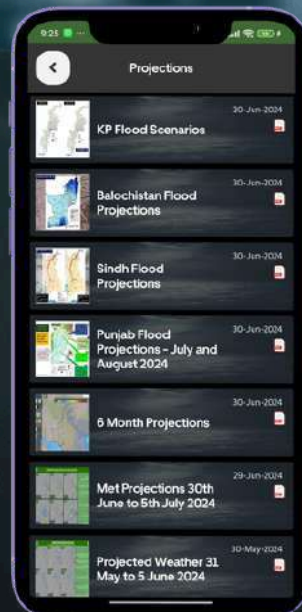 9:25
Projections
30-Jun-2024
KP Flood Scenarios
30-Jun-2024
Balochistan Flood
Projections
30-Jun-2024
Sindh Flood
Projections
30-Jun-2024
Punjab Flood
Projections - July and
August 2024
30-Jun-2024
6 Month Projections
29-Jun-2024
Met Projections 30th
June to 5th July 2024
30-May-2024
Projected Weather 31
May to 5 June 2024